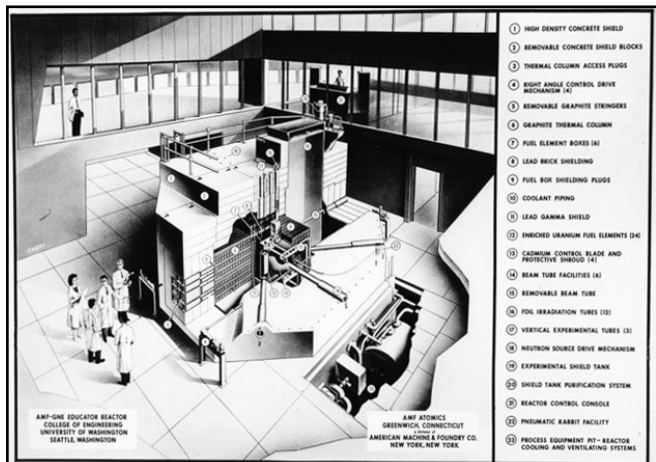 1 HIGH DENSITY CONCRETE SHIELD
2 REMOVABLE CONCRETE SHIELD BLOCKS
3 THERMAL COLUMN ACCESS PLUGS
4 RIGHT ANGLE CONTROL DRIVE
MECHANISM (4)
5 REMOVABLE GRAPHITE STRINGERS
6 GRAPHITE THERMAL COLUMN
7 FUEL ELEMENT BOXES (6)
8 LEAD BRICK SHIELDING
9 FUEL BOX SHIELDING PLUGS
10 COOLANT PIPING
11 LEAD GAMMA SHIELD
12 ENRICHED URANIUM FUEL ELEMENTS (24)
13 CADMIUM CONTROL BLADE AND
PROTECTIVE SHROUD (4)
14 BEAM TUBE FACILITIES (6)
15 REMOVABLE BEAM TUBE
16 FOIL IRRADIATION TUBES (12)
17 VERTICAL EXPERIMENTAL TUBES (3)
18 NEUTRON SOURCE DRIVE MECHANISM
19 EXPERIMENTAL SHIELD TANK
20 SHIELD TANK PURIFICATION SYSTEM
21 REACTOR CONTROL CONSOLE
22 PNEUMATIC RABBIT FACILITY
23 PROCESS EQUIPMENT PIT-REACTOR
COOLING AND VENTILATING SYSTEMS
AMF-GNE EDUCATOR REACTOR
COLLEGE OF ENGINEERING
UNIVERSITY OF WASHINGTON
SEATTLE, WASHINGTON
AMF ATOMICS
GREENWICH, CONNECTICUT
a division of
AMERICAN MACHINE & FOUNDRY CO.
NEW YORK, NEW YORK